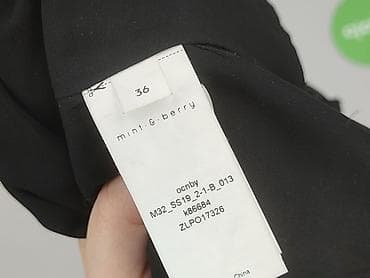 36
mint & berry
ocnby
M32_SS19_2-1-B_013
k86684
ZLPO17326
China